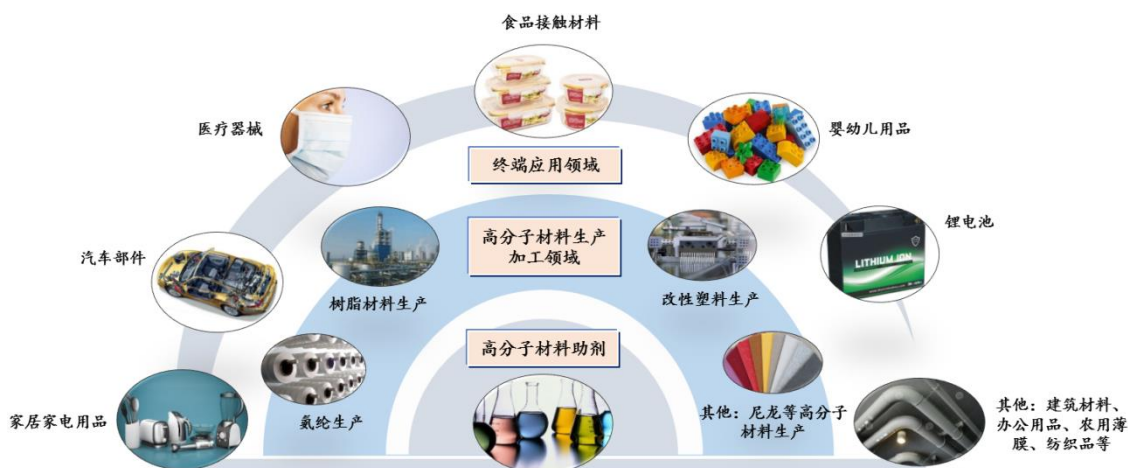 食品接触材料
医疗器械
婴幼儿用品
终端应用领域
锂电池
LITHIUM ION
汽车部件
高分子材料生产
加工领域
树脂材料生产
改性塑料生产
高分子材料助剂
家居家电用品
氨纶生产
其他：尼龙等高分子
材料生产
其他：建筑材料、
办公用品、农用薄
膜、纺织品等